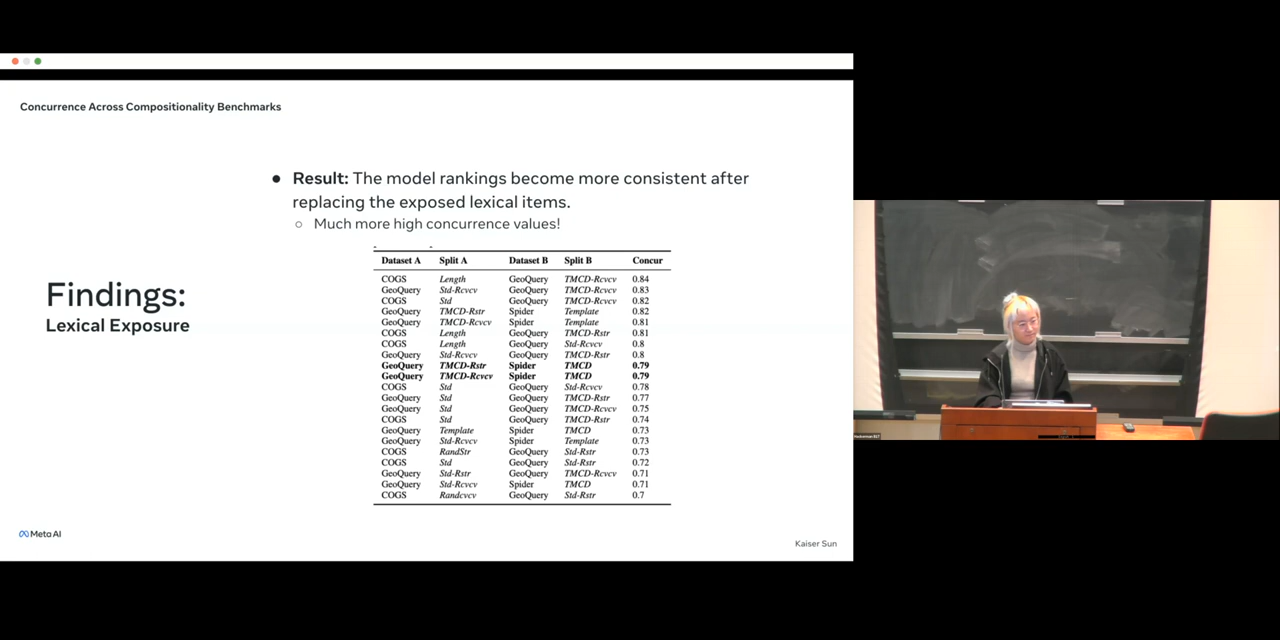 Concurrence Across Compositionality Benchmarks
● Result: The model rankings become more consistent after
replacing the exposed lexical items.
○ Much more high concurrence values!
Findings:
Lexical Exposure
Dataset A Split A Dataset B Split B Concur
COGS Length GeoQuery TMCD-Rcvcv 0.84
GeoQuery Std-Rcvcv GeoQuery TMCD-Rcvcv 0.83
COGS Std GeoQuery TMCD-Rcvcv 0.82
GeoQuery TMCD-Rstr Spider Template 0.82
GeoQuery TMCD-Rcvcv Spider Template 0.81
COGS Length GeoQuery TMCD-Rstr 0.81
COGS Length GeoQuery Std-Rcvcv 0.8
GeoQuery Std-Rcvcv GeoQuery TMCD-Rstr 0.8
GeoQuery TMCD-Rstr Spider TMCD 0.79
GeoQuery TMCD-Rcvcv Spider TMCD 0.79
COGS Std GeoQuery Std-Rcvcv 0.78
GeoQuery Std GeoQuery TMCD-Rstr 0.77
GeoQuery Std GeoQuery TMCD-Rcvcv 0.75
COGS Std GeoQuery TMCD-Rstr 0.74
GeoQuery Template Spider TMCD 0.73
GeoQuery Std-Rcvcv Spider Template 0.73
COGS RandStr GeoQuery Std-Rstr 0.73
COGS Std GeoQuery Std-Rstr 0.72
GeoQuery Std-Rstr GeoQuery TMCD-Rcvcv 0.71
GeoQuery Std-Rcvcv Spider TMCD 0.71
COGS Randcvcv GeoQuery Std-Rstr 0.7
Meta AI
Kaiser Sun